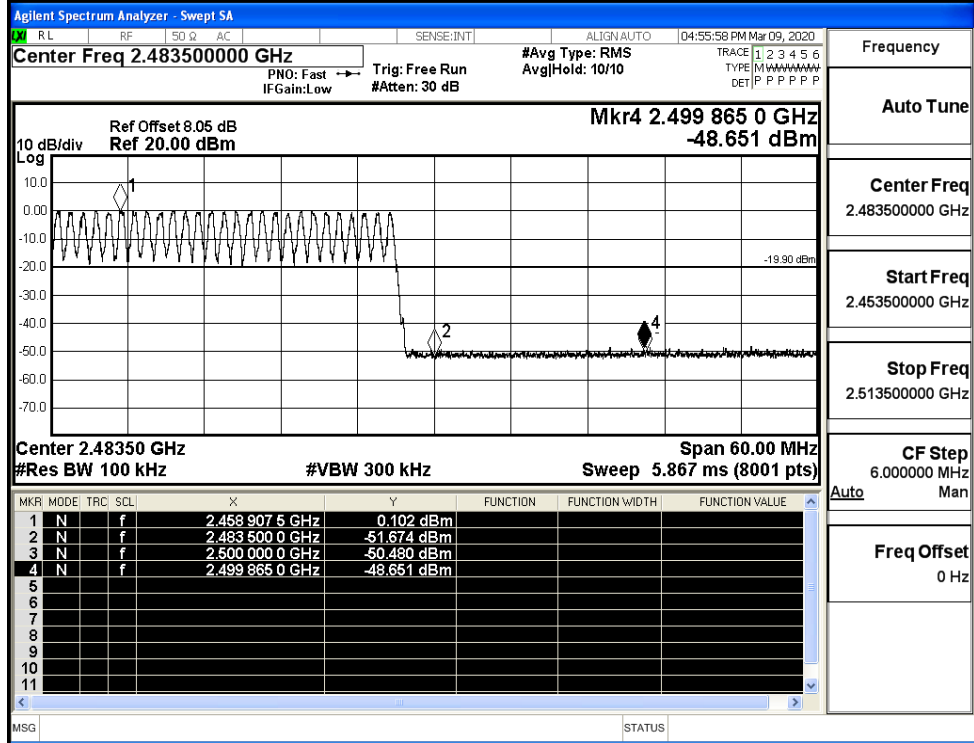 Agilent Spectrum Analyzer - Swept SA
LXI RL RF 50 Ω AC SENSE:INT ALIGN AUTO 04:55:58 PM Mar 09, 2020
Center Freq 2.483500000 GHz
PNO: Fast
IFGain:Low
Trig: Free Run
#Atten: 30 dB
#Avg Type: RMS
Avg|Hold: 10/10
TRACE 1 2 3 4 5 6
TYPE M W W W W W
DET P P P P P P
Ref Offset 8.05 dB
10 dB/div Ref 20.00 dBm
Log
Mkr4 2.499 865 0 GHz
-48.651 dBm
10.0
0.00
-10.0
-20.0
-30.0
-40.0
-50.0
-60.0
-70.0
1
2
4
-19.90 dBm
Center 2.48350 GHz Span 60.00 MHz
#Res BW 100 kHz #VBW 300 kHz Sweep 5.867 ms (8001 pts)
MKR MODE TRC SCL X Y FUNCTION FUNCTION WIDTH FUNCTION VALUE
1 N f 2.458 907 5 GHz 0.102 dBm
2 N f 2.483 500 0 GHz -51.674 dBm
3 N f 2.500 000 0 GHz -50.480 dBm
4 N f 2.499 865 0 GHz -48.651 dBm
5
6
7
8
9
10
11
MSG STATUS
Frequency
Auto Tune
Center Freq
2.483500000 GHz
Start Freq
2.453500000 GHz
Stop Freq
2.513500000 GHz
CF Step
6.000000 MHz
Auto Man
Freq Offset
0 Hz